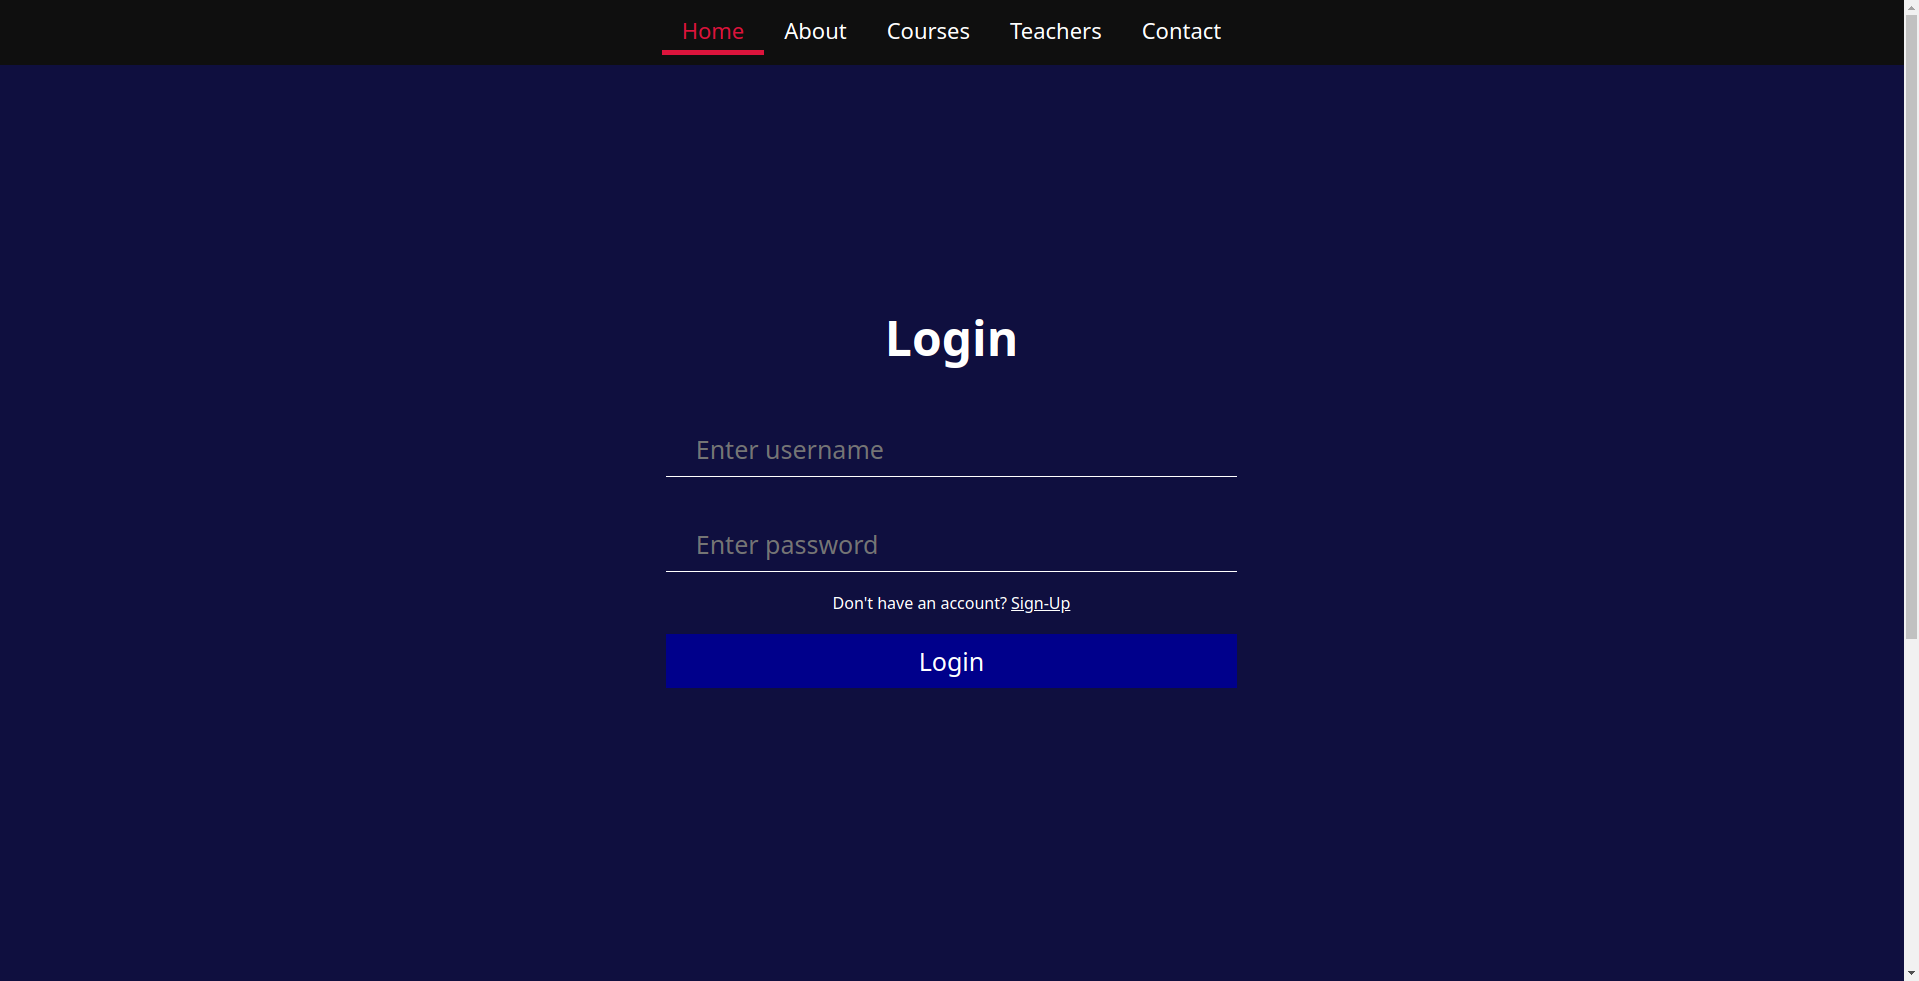 Home About Courses Teachers Contact
Login
Enter username
Enter password
Don't have an account? Sign-Up
Login